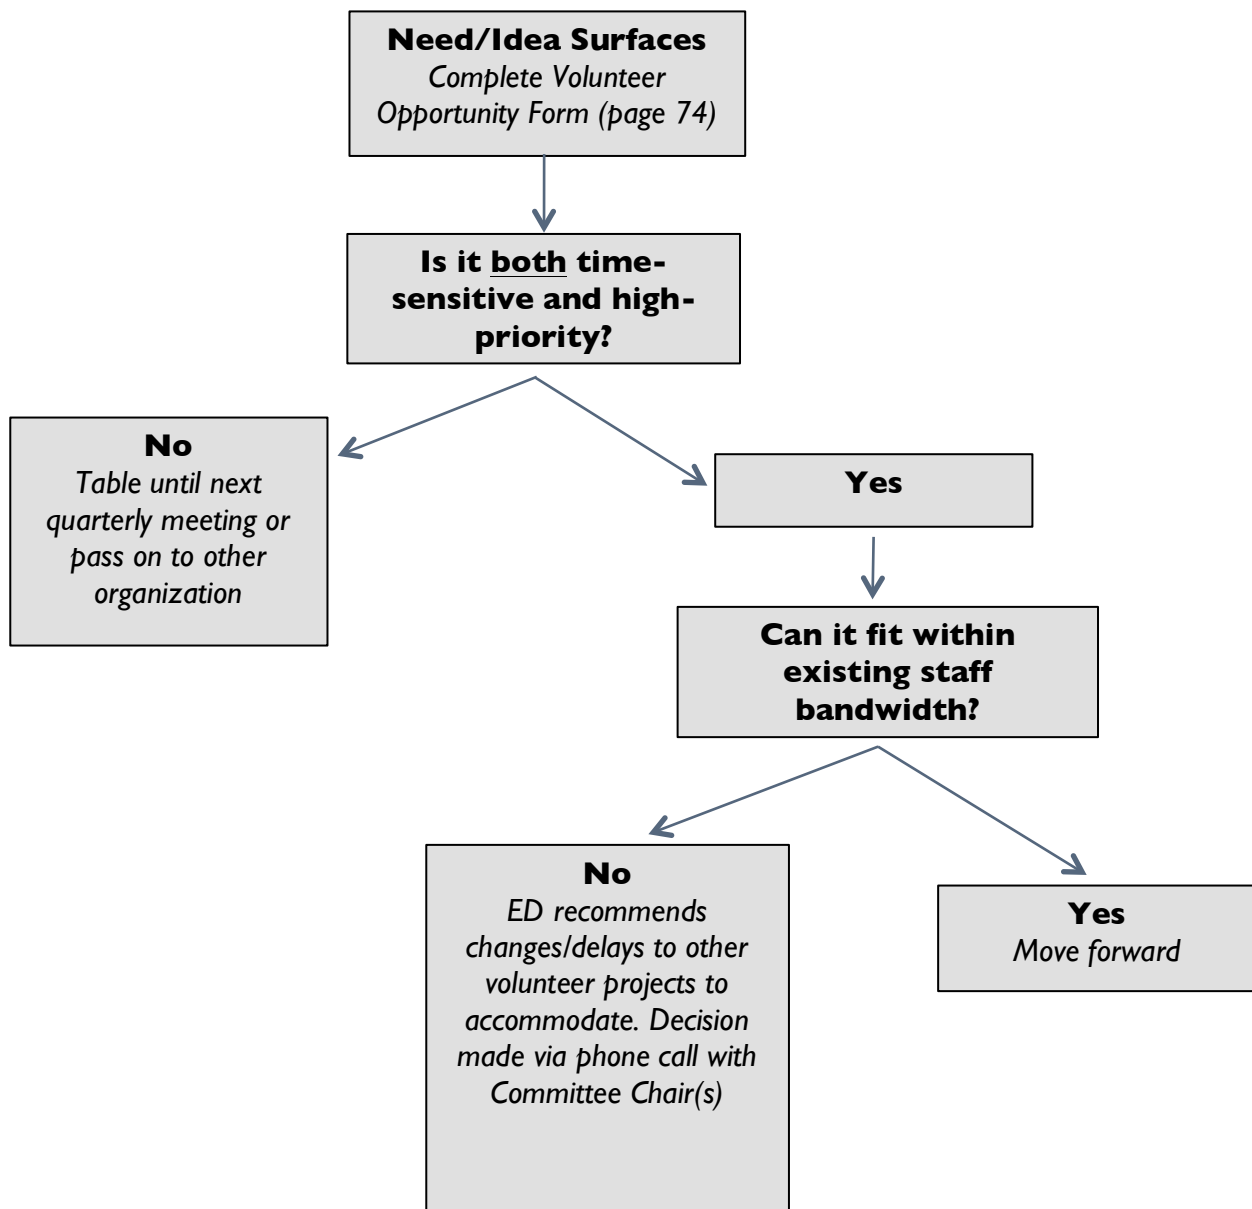 Need/Idea Surfaces
Complete Volunteer
Opportunity Form (page 74)
Is it both time-
sensitive and high-
priority?
No
Table until next
quarterly meeting or
pass on to other
organization
Yes
Can it fit within
existing staff
bandwidth?
No
ED recommends
changes/delays to other
volunteer projects to
accommodate. Decision
made via phone call with
Committee Chair(s)
Yes
Move forward